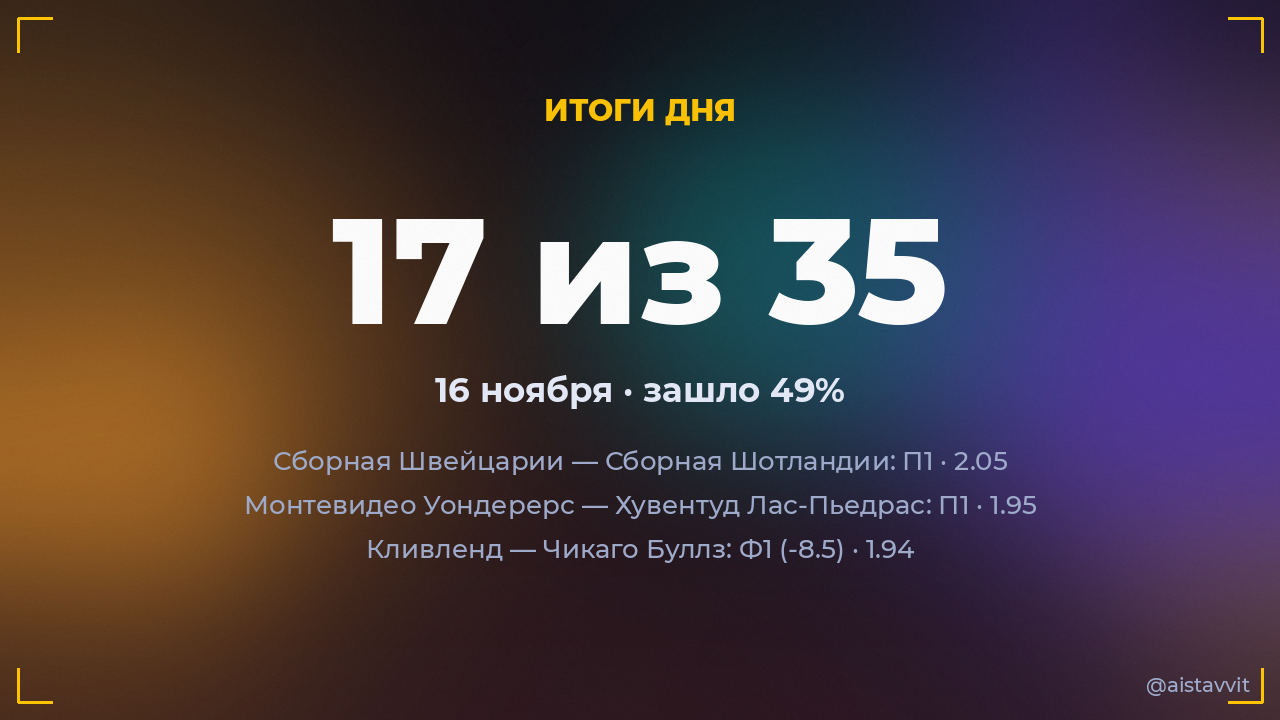 ИТОГИ ДНЯ
17 из 35
16 ноября · зашло 49%
Сборная Швейцарии — Сборная Шотландии: П1 · 2.05
Монтевидео Уондерерс — Хувентуд Лас-Пьедрас: П1 · 1.95
Кливленд — Чикаго Буллз: Ф1 (-8.5) · 1.94
@aistavvit